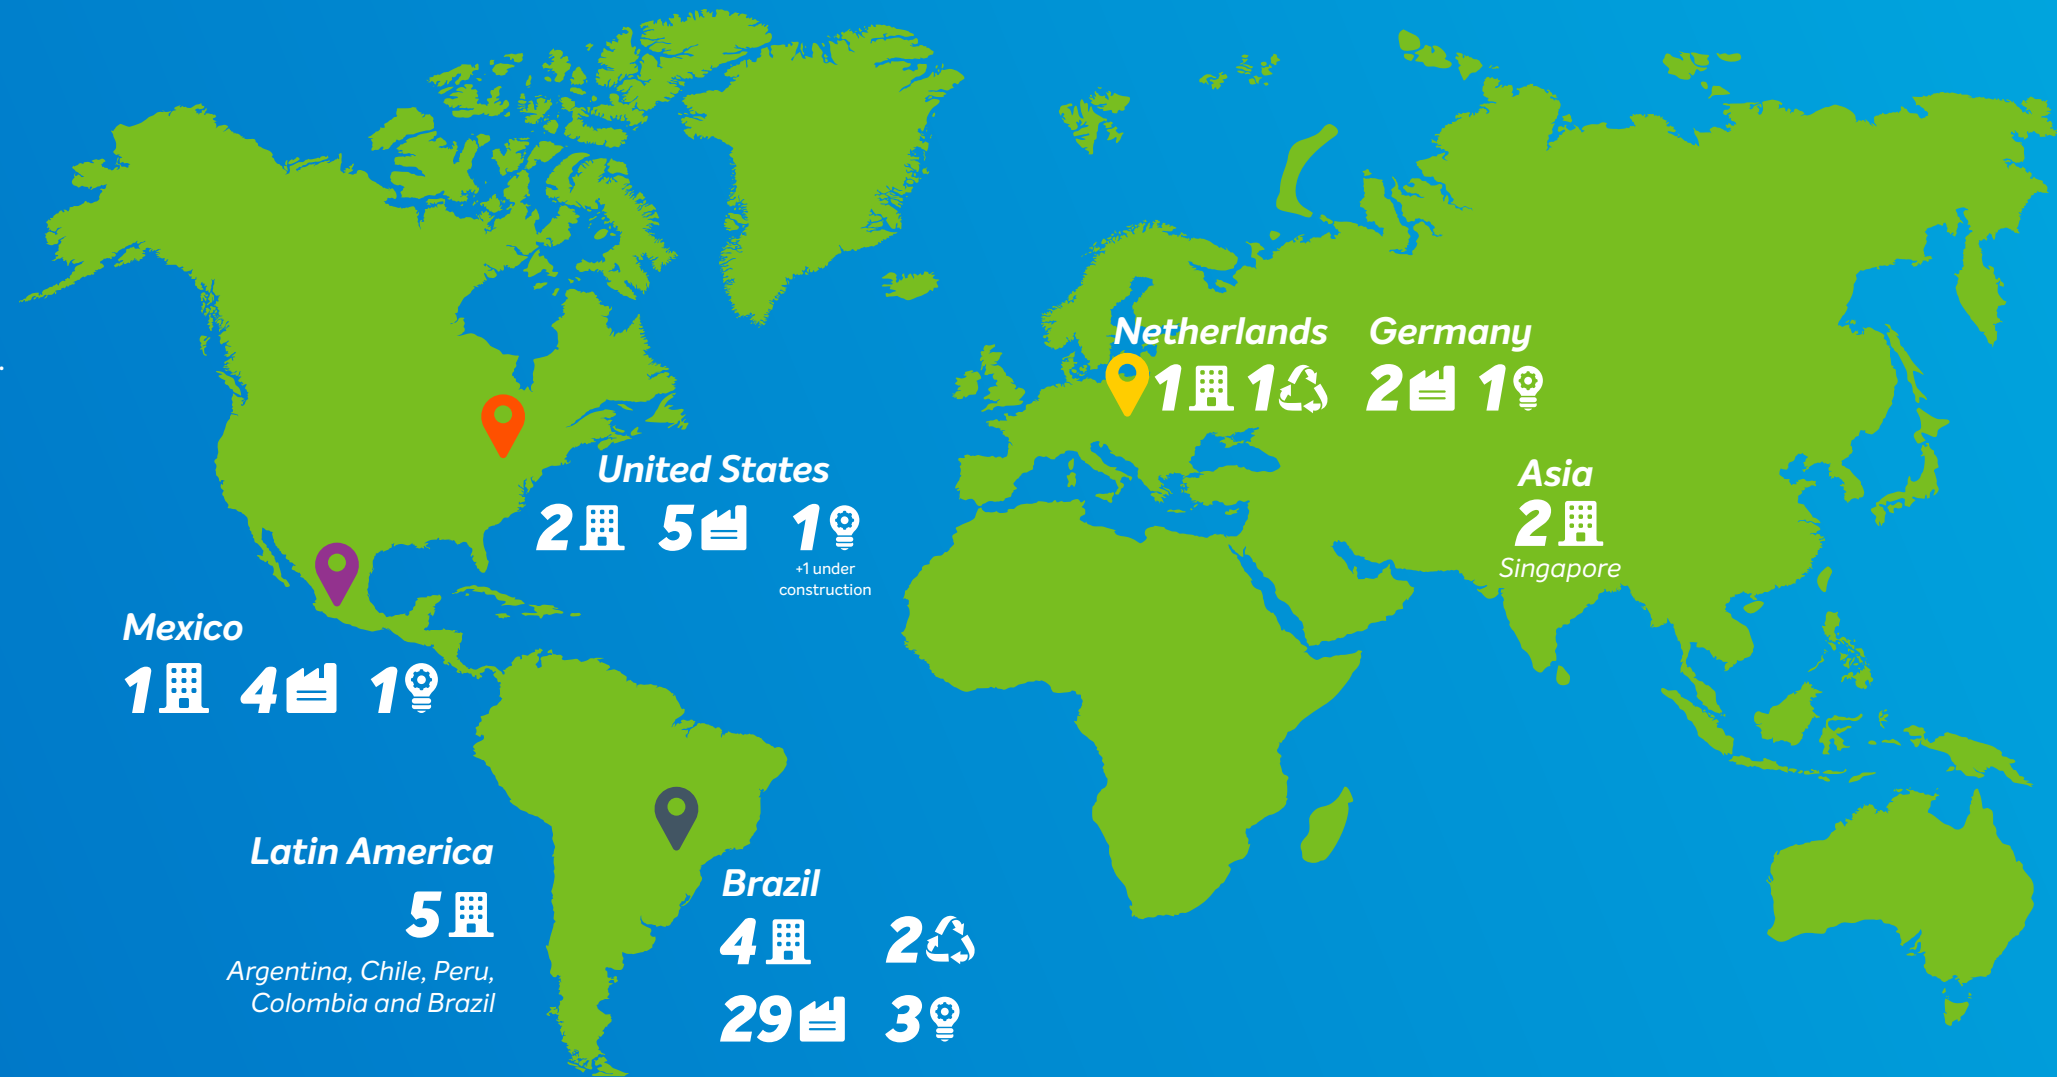 Netherlands
1 1
Germany
2 1
United States
2 5 1
+1 under
construction
Asia
2
Singapore
Mexico
1 4 1
Latin America
5
Argentina, Chile, Peru,
Colombia and Brazil
Brazil
4 2
29 3